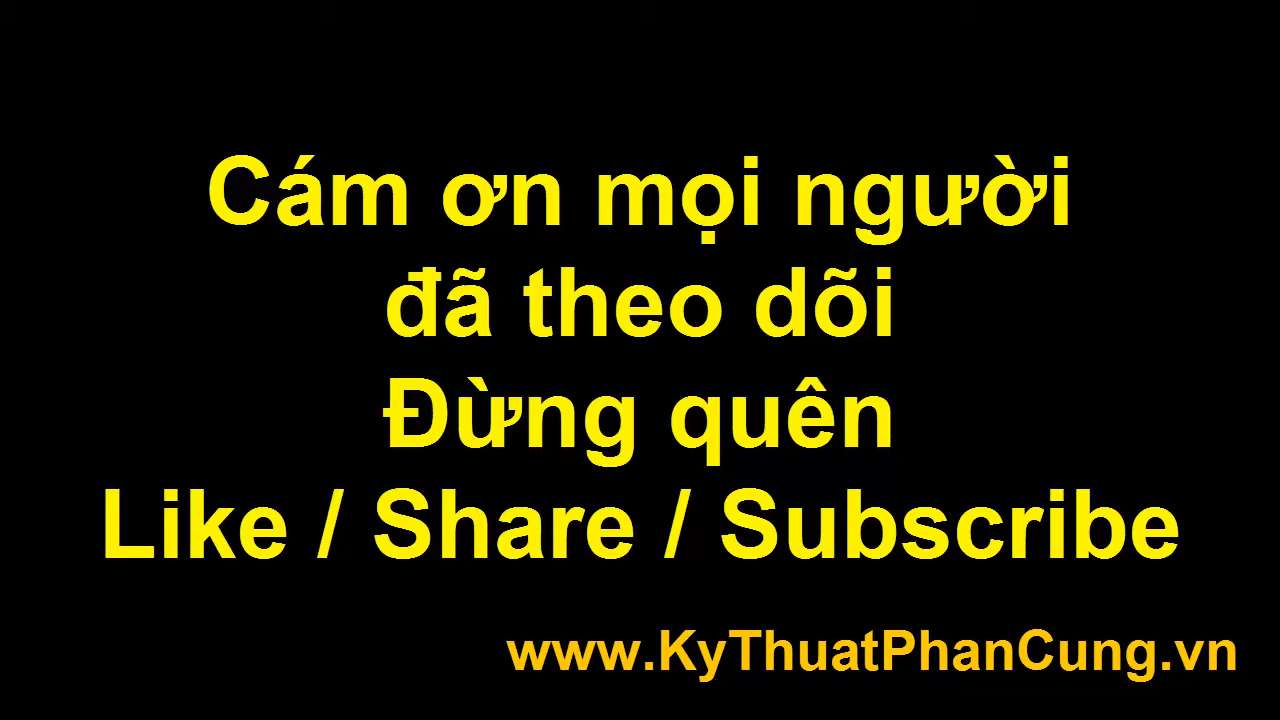 Cám ơn mọi người
đã theo dõi
Đừng quên
Like / Share / Subscribe
www.KyThuatPhanCung.vn